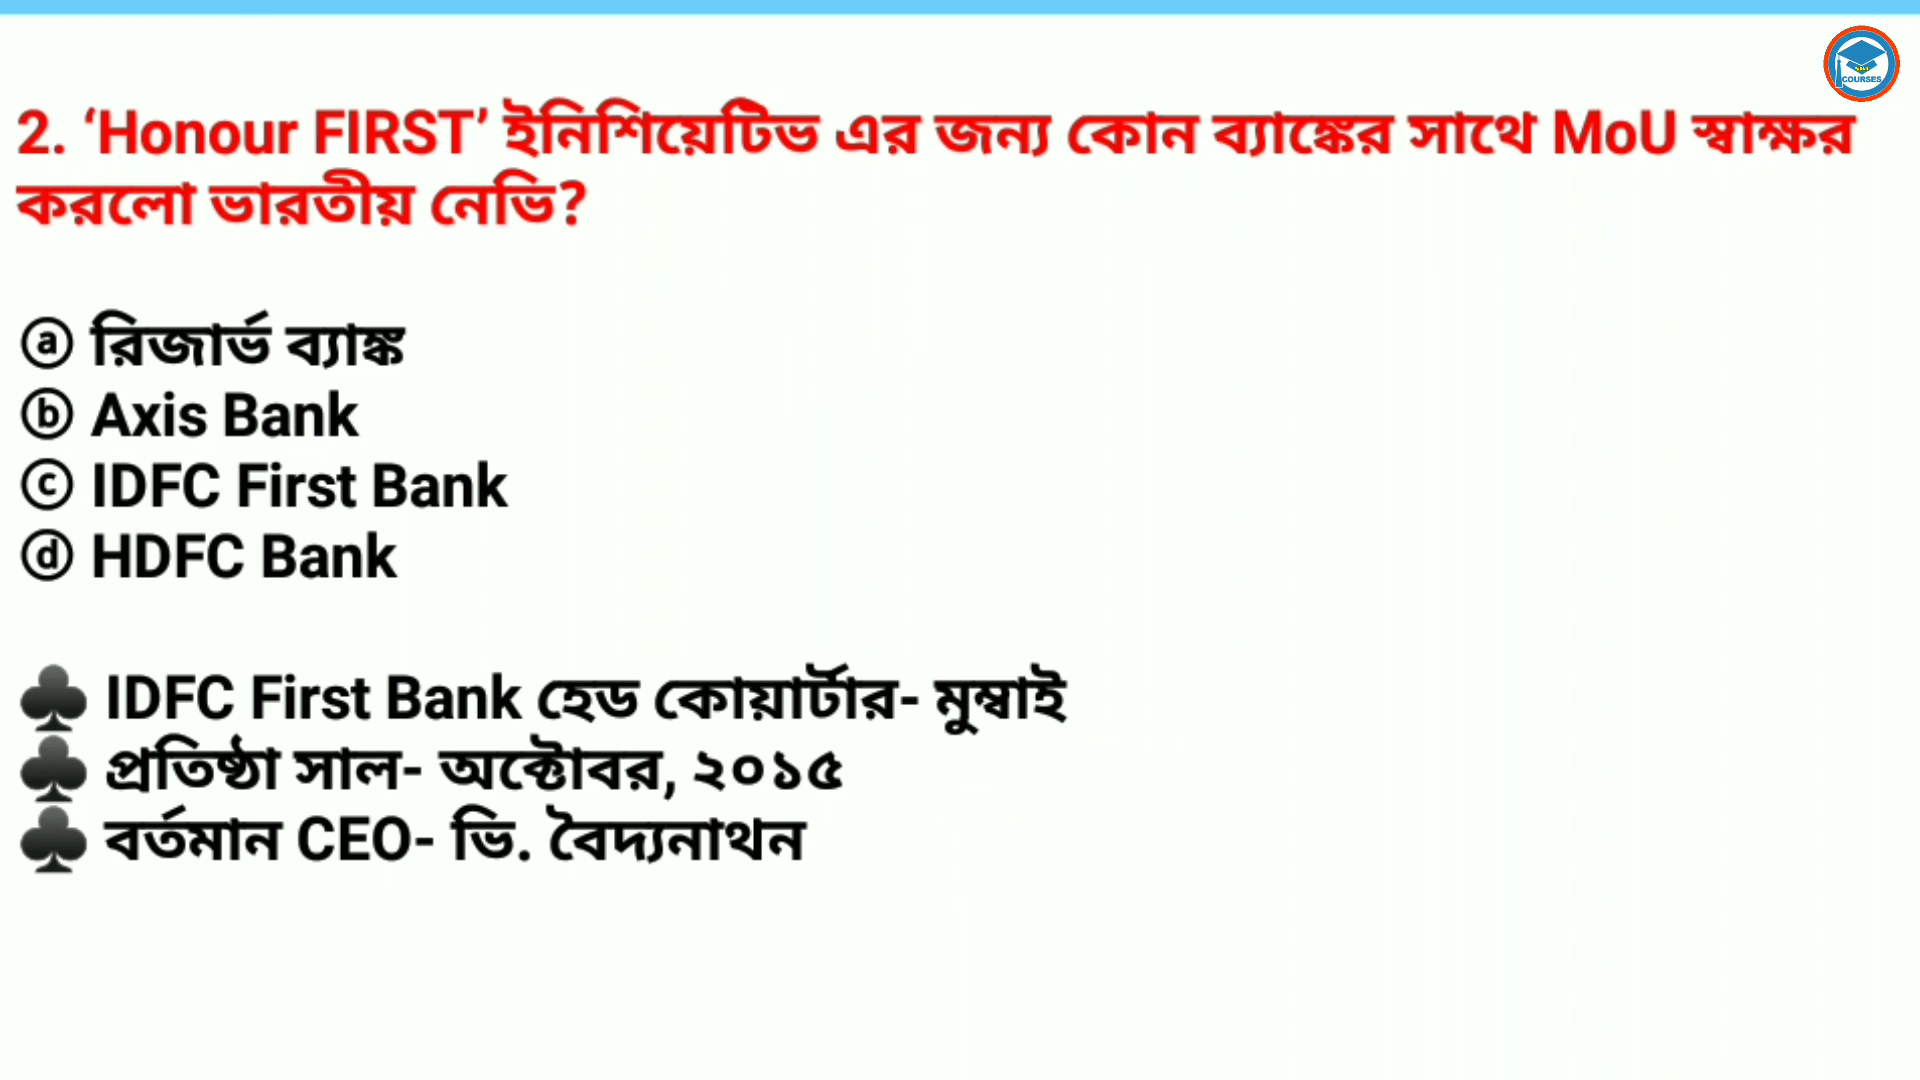 COURSES
2. ‘Honour FIRST’ ইনিশিয়েটিভ এর জন্য কোন ব্যাঙ্কের সাথে MoU স্বাক্ষর
করলো ভারতীয় নেভি?
ⓐ রিজার্ভ ব্যাঙ্ক
ⓑ Axis Bank
ⓒ IDFC First Bank
ⓓ HDFC Bank
♣ IDFC First Bank হেড কোয়ার্টার- মুম্বাই
♣ প্রতিষ্ঠা সাল- অক্টোবর, ২০১৫
♣ বর্তমান CEO- ভি. বৈদ্যনাথন